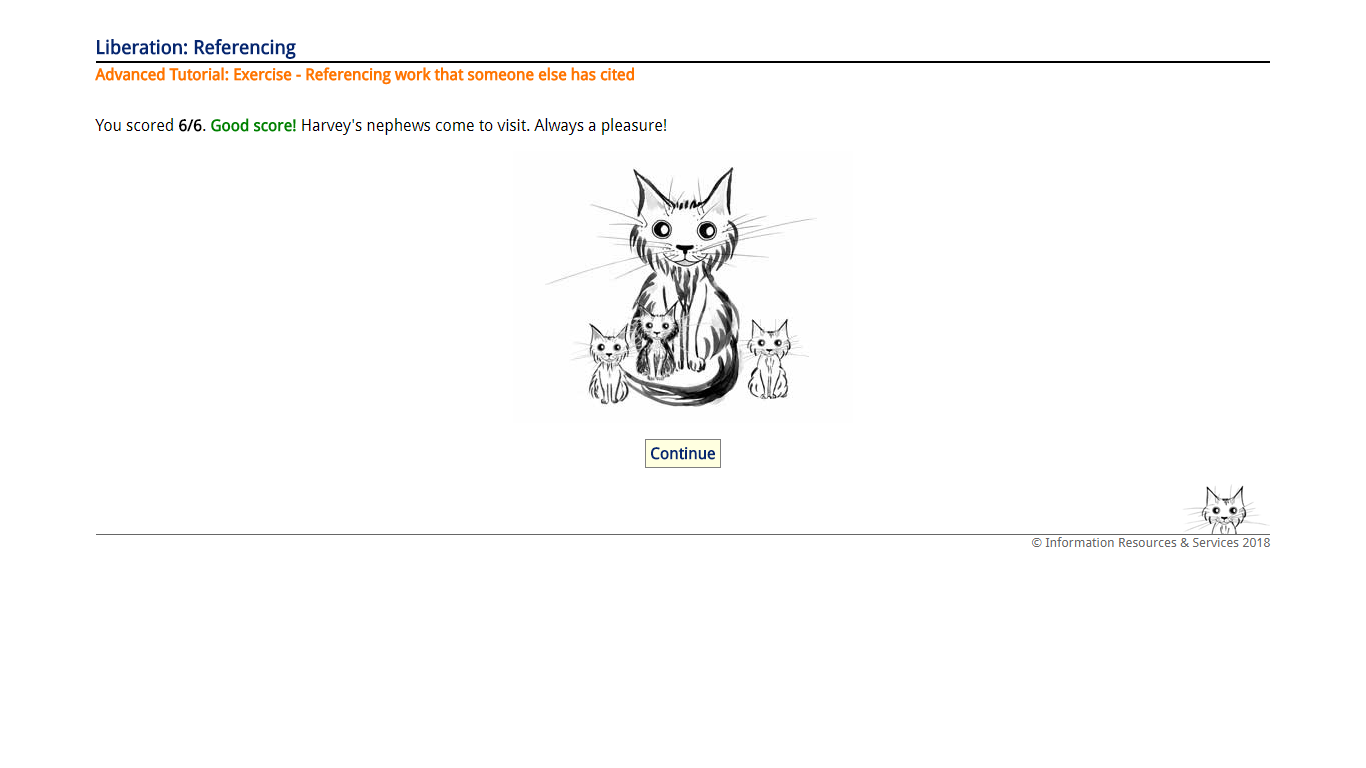 Liberation: Referencing
Advanced Tutorial: Exercise - Referencing work that someone else has cited
You scored 6/6. Good score! Harvey's nephews come to visit. Always a pleasure!
Continue
© Information Resources & Services 2018